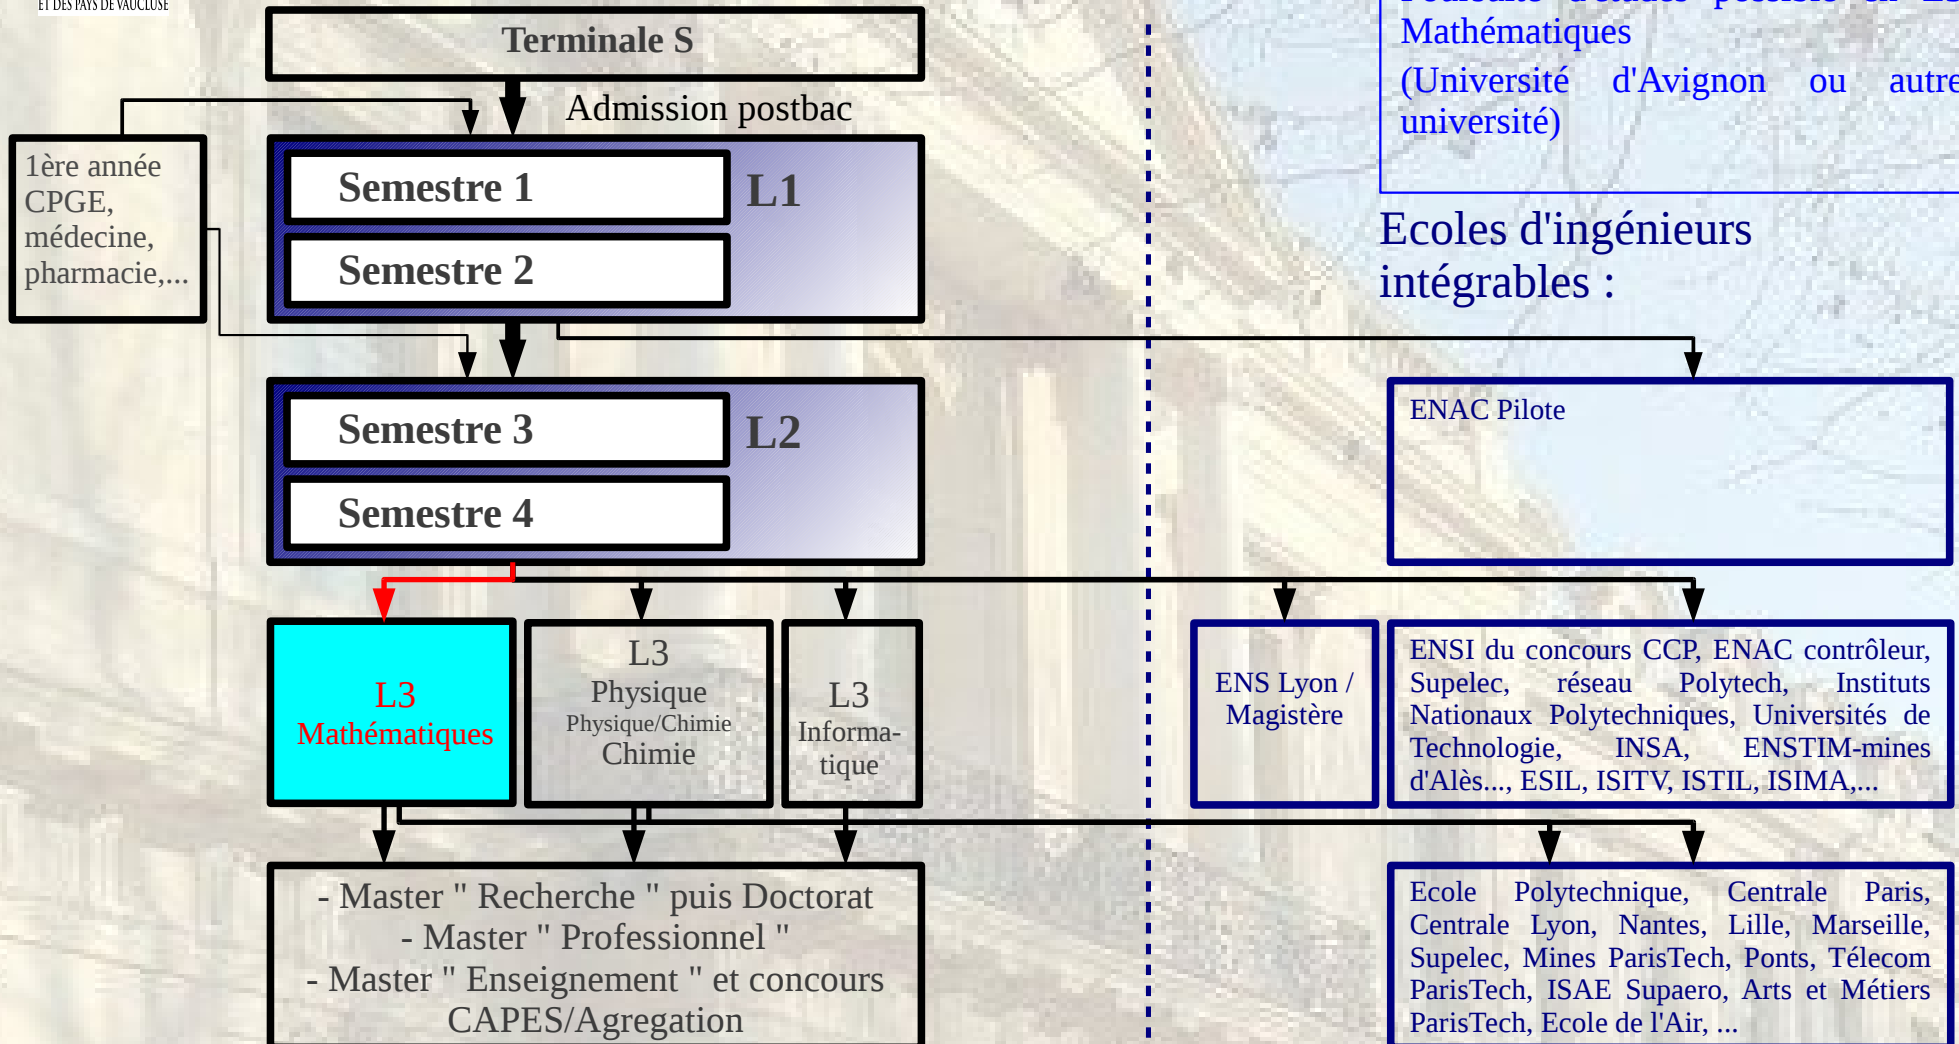 ET DES PAYS DE VAUCLUSE
Terminale S
Admission postbac
1ère année
CPGE,
médecine,
pharmacie,...
Semestre 1
L1
Semestre 2
Semestre 3
L2
Semestre 4
L3
Mathématiques
L3
Physique
Physique/Chimie
Chimie
L3
Informa-
tique
- Master " Recherche " puis Doctorat
- Master " Professionnel "
- Master " Enseignement " et concours
CAPES/Agregation
d'études possible en
Mathématiques
(Université d'Avignon ou autre
université)
Ecoles d'ingénieurs
intégrables :
ENAC Pilote
ENS Lyon /
Magistère
ENSI du concours CCP, ENAC contrôleur,
Supelec, réseau Polytech, Instituts
Nationaux Polytechniques, Universités de
Technologie, INSA, ENSTIM-mines
d'Alès..., ESIL, ISITV, ISTIL, ISIMA,...
Ecole Polytechnique, Centrale Paris,
Centrale Lyon, Nantes, Lille, Marseille,
Supelec, Mines ParisTech, Ponts, Télecom
ParisTech, ISAE Supaero, Arts et Métiers
ParisTech, Ecole de l'Air, ...